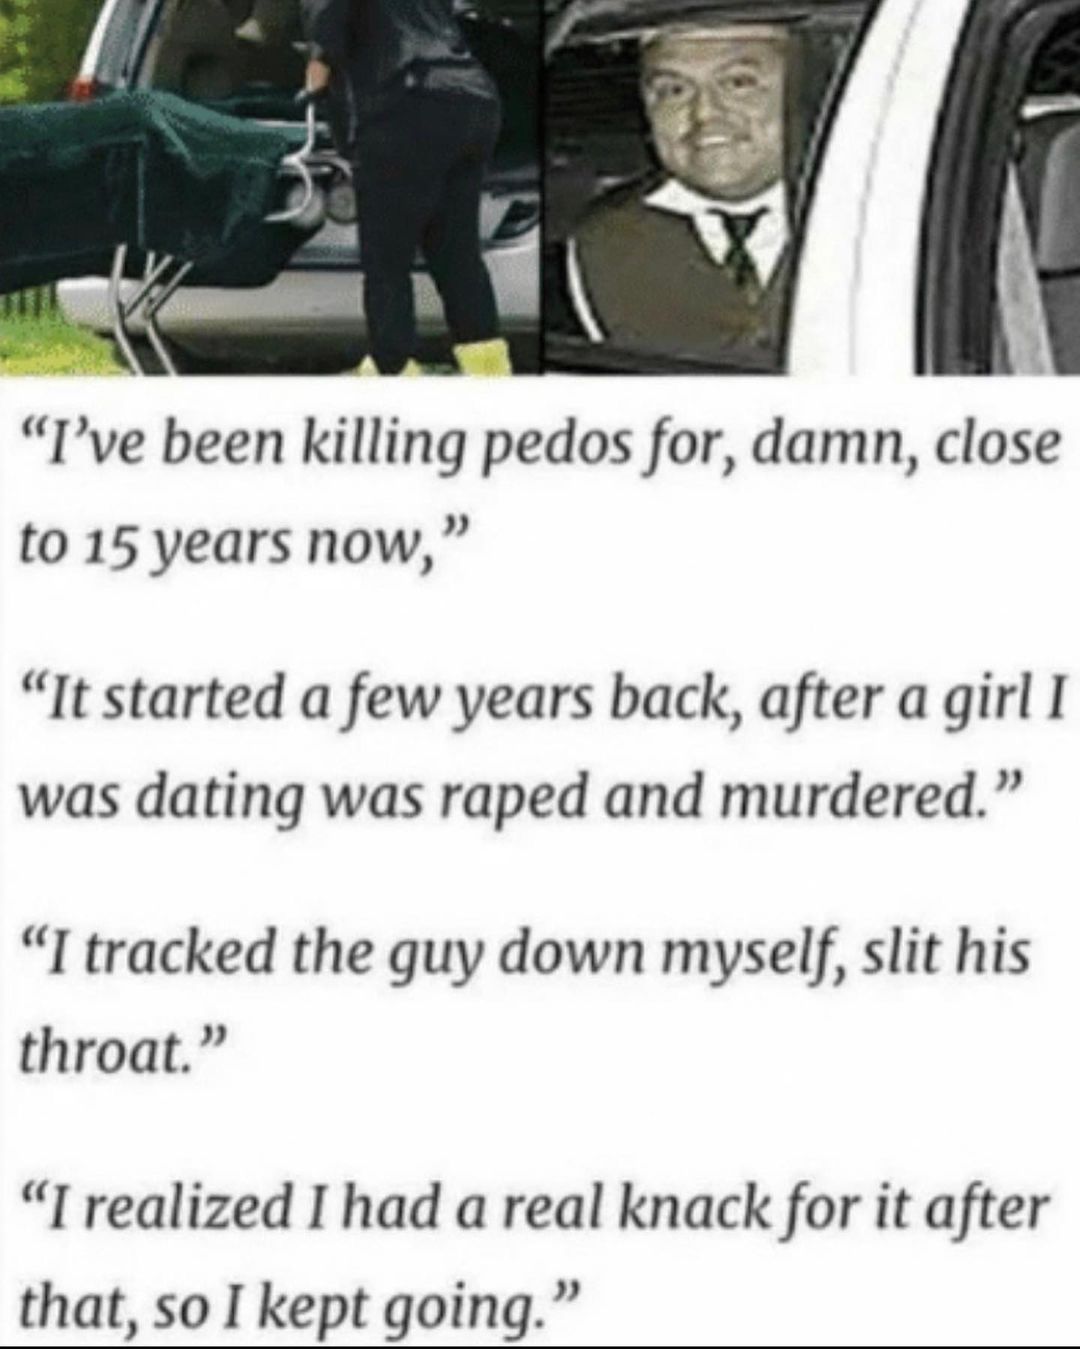 “I’ve been killing pedos for, damn, close
to 15 years now,”
“It started a few years back, after a girl I
was dating was raped and murdered.”
“I tracked the guy down myself, slit his
throat.”
“I realized I had a real knack for it after
that, so I kept going.”